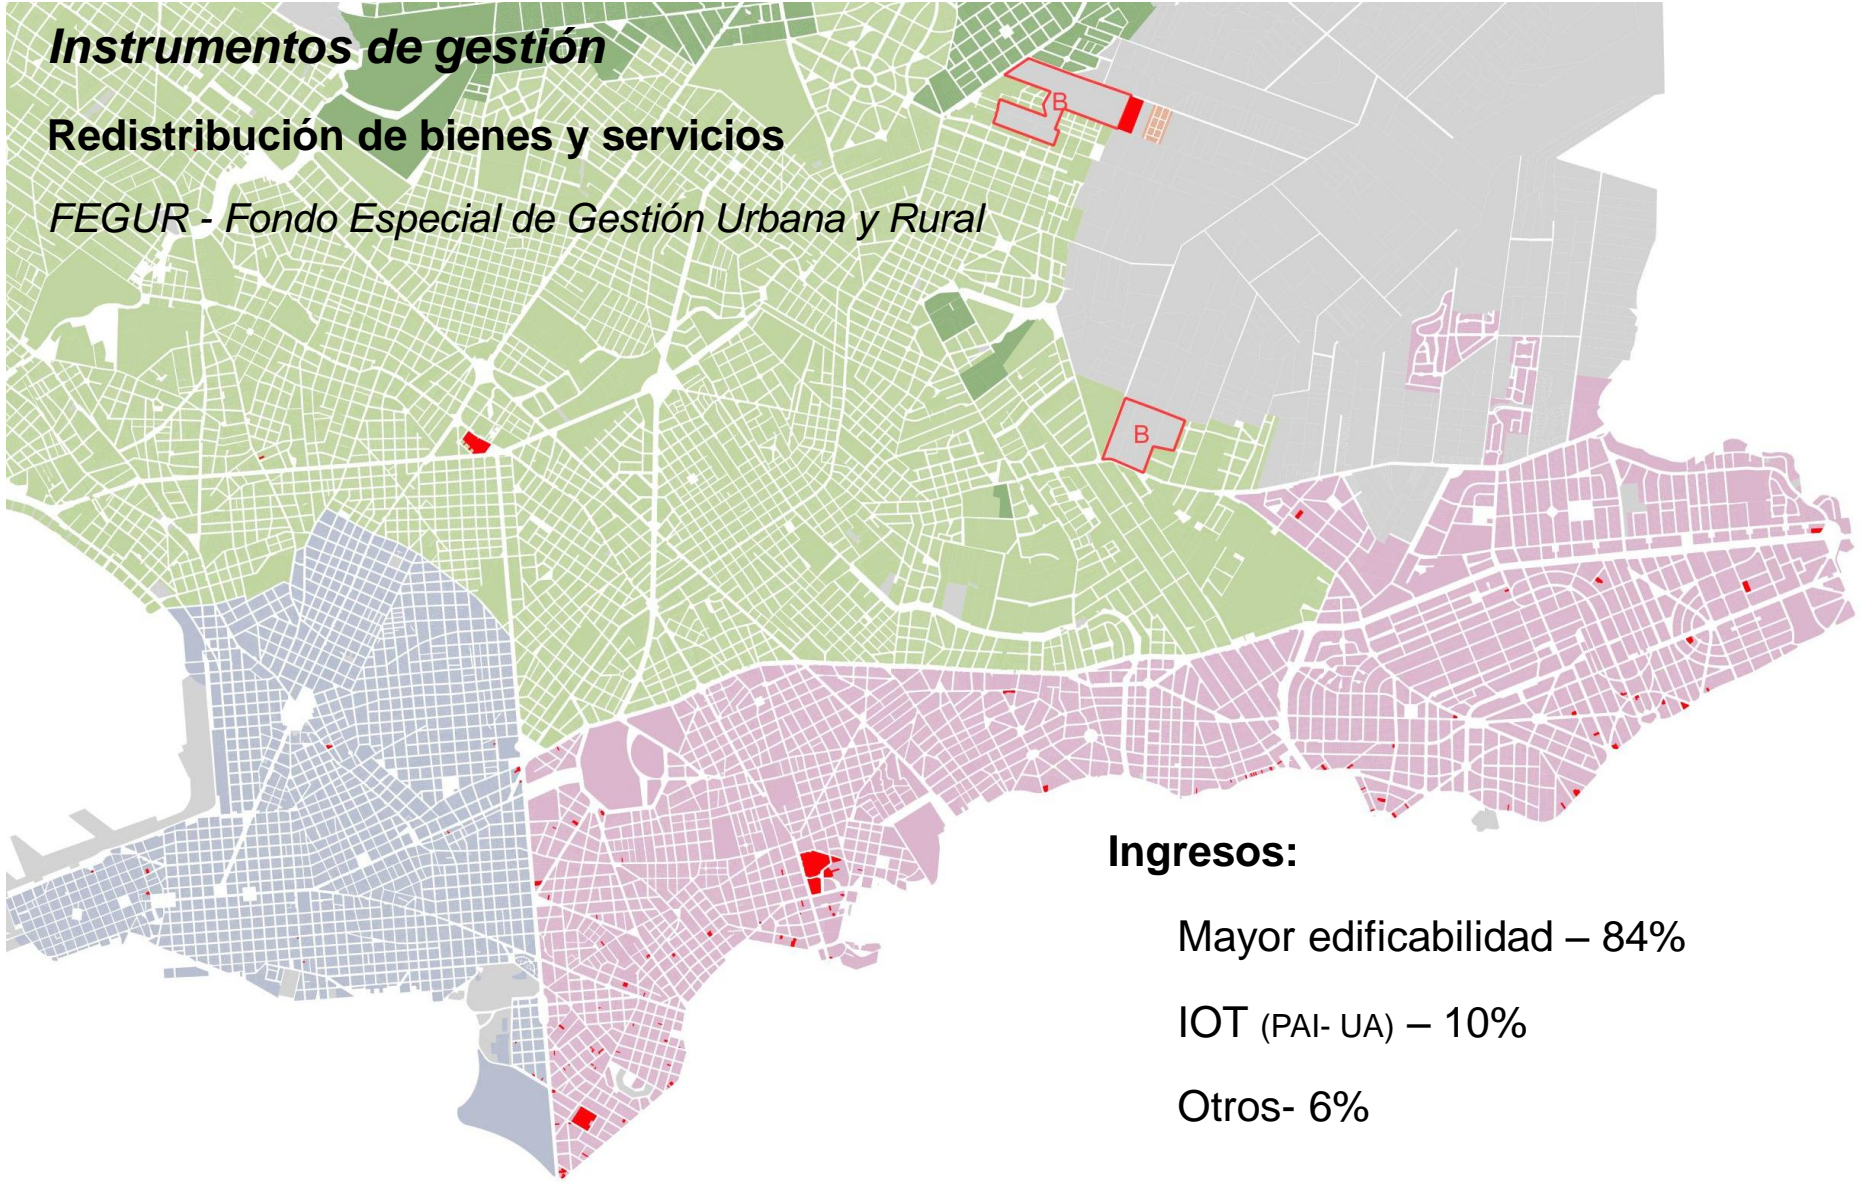 Instrumentos de gestión
Redistribución de bienes y servicios
FEGUR - Fondo Especial de Gestión Urbana y Rural
B
B
Ingresos:
Mayor edificabilidad – 84%
IOT (PAI- UA) – 10%
Otros- 6%